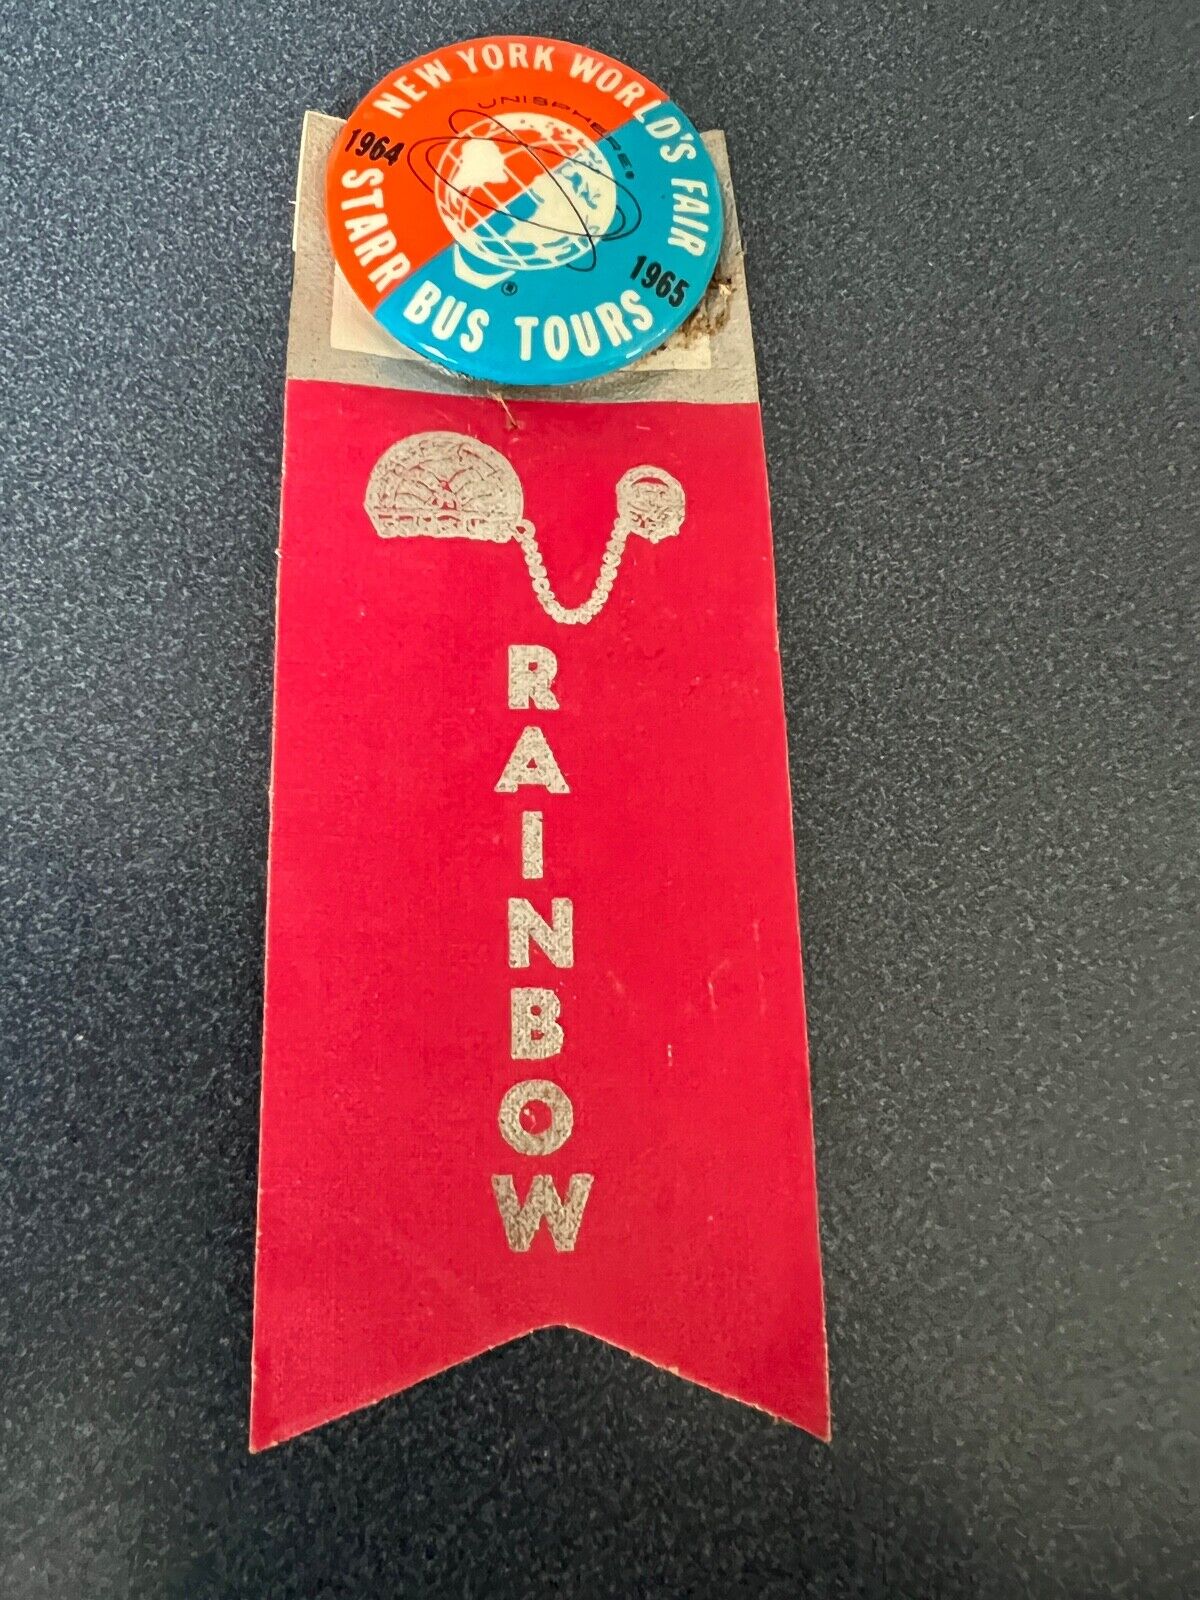 NEW YORK WORLD'S FAIR
UNISPHERE
1964
1965
®
STARR BUS TOURS
RAINBOW